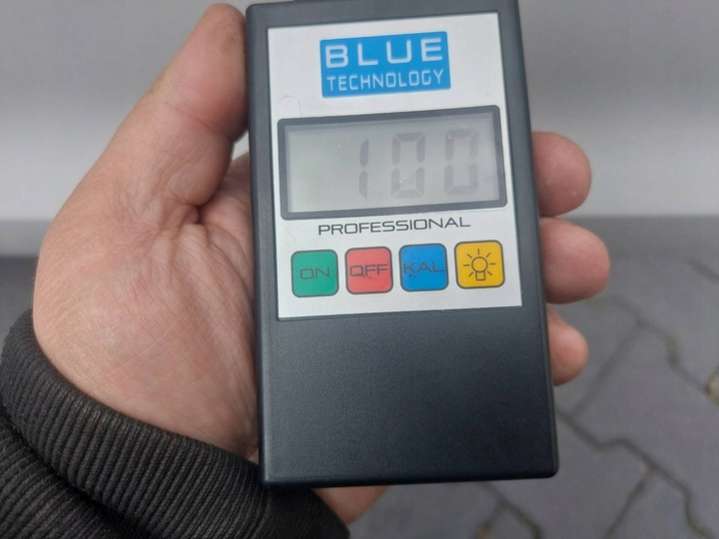 BLUE
TECHNOLOGY
1.00
PROFESSIONAL
ON OFF KAL